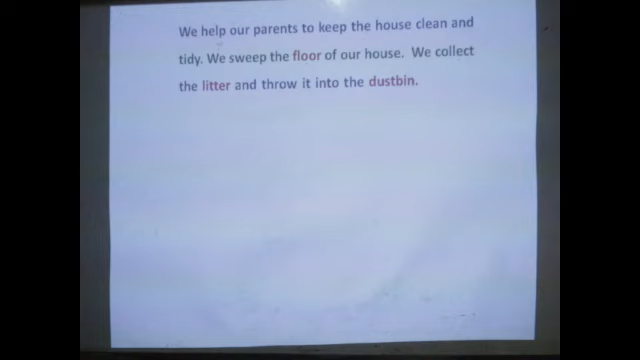 We help our parents to keep the house clean and
tidy. We sweep the floor of our house. We collect
the litter and throw it into the dustbin.